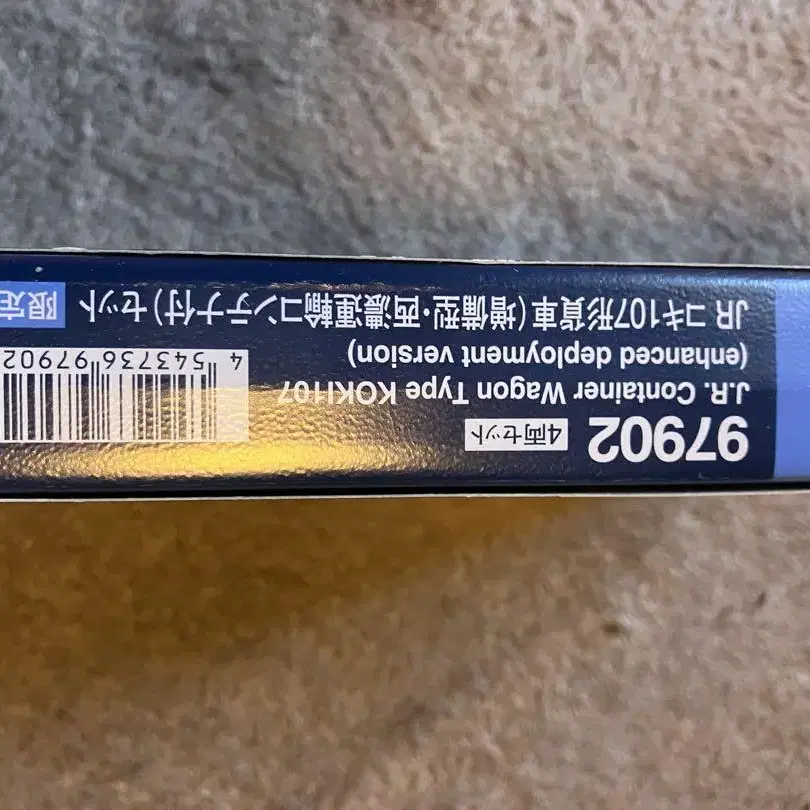 97902 4両セット
J.R. Container Wagon Type KOKI107
(enhanced deployment version)
JR コキ107形貨車(増備型・西濃運輸コンテナ付)セット 限定
4 543736 97902